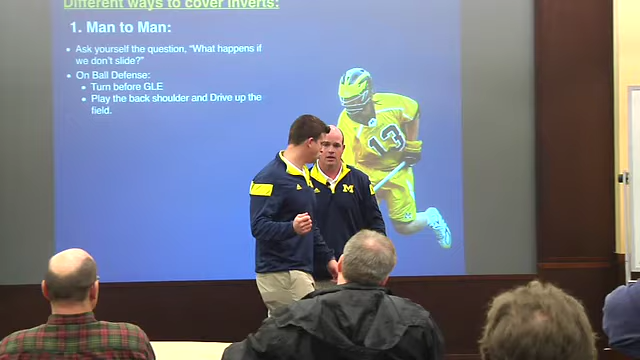 Different ways to cover inverts:
1. Man to Man:
• Ask yourself the question, "What happens if
we don't slide?"
• On Ball Defense:
• Turn before GLE
• Play the back shoulder and Drive up the
field.
13
M